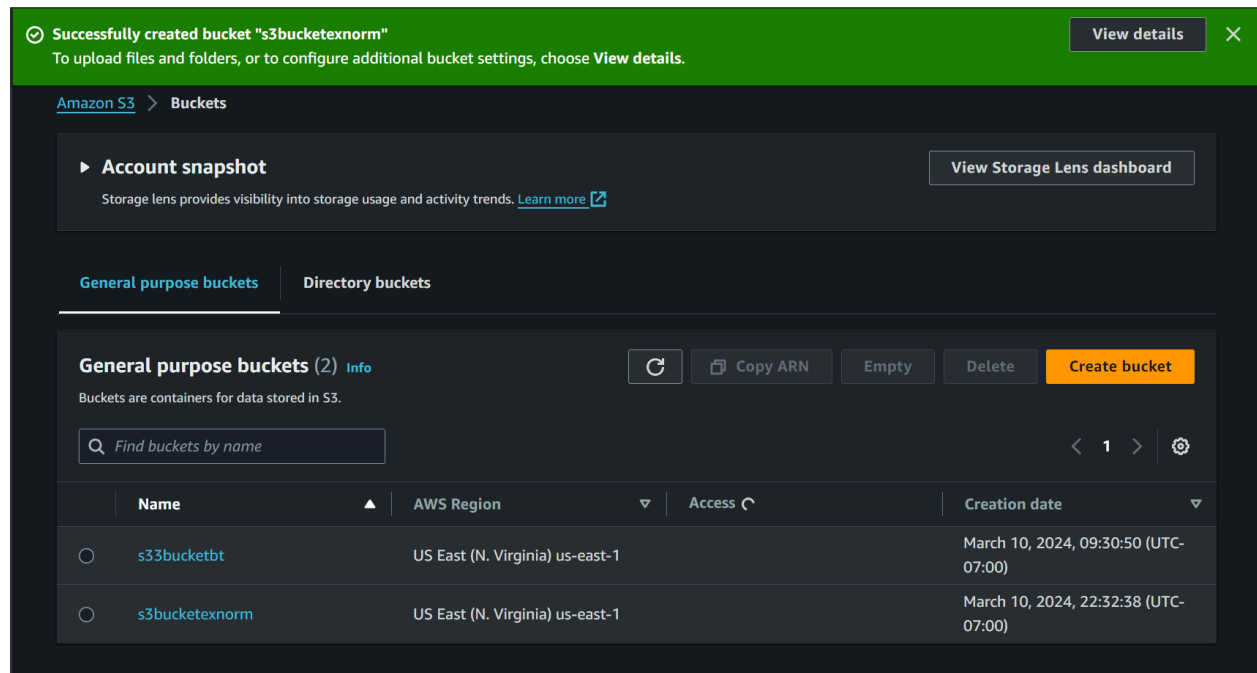 Successfully created bucket "s3bucketexnorm"
To upload files and folders, or to configure additional bucket settings, choose View details.
View details
Amazon S3 > Buckets
Account snapshot
Storage lens provides visibility into storage usage and activity trends. Learn more
View Storage Lens dashboard
General purpose buckets
Directory buckets
General purpose buckets (2) Info
Buckets are containers for data stored in S3.
Copy ARN
Empty
Delete
Create bucket
Find buckets by name
1
Name
AWS Region
Access
Creation date
s33bucketbt
US East (N. Virginia) us-east-1
March 10, 2024, 09:30:50 (UTC-
07:00)
s3bucketexnorm
US East (N. Virginia) us-east-1
March 10, 2024, 22:32:38 (UTC-
07:00)